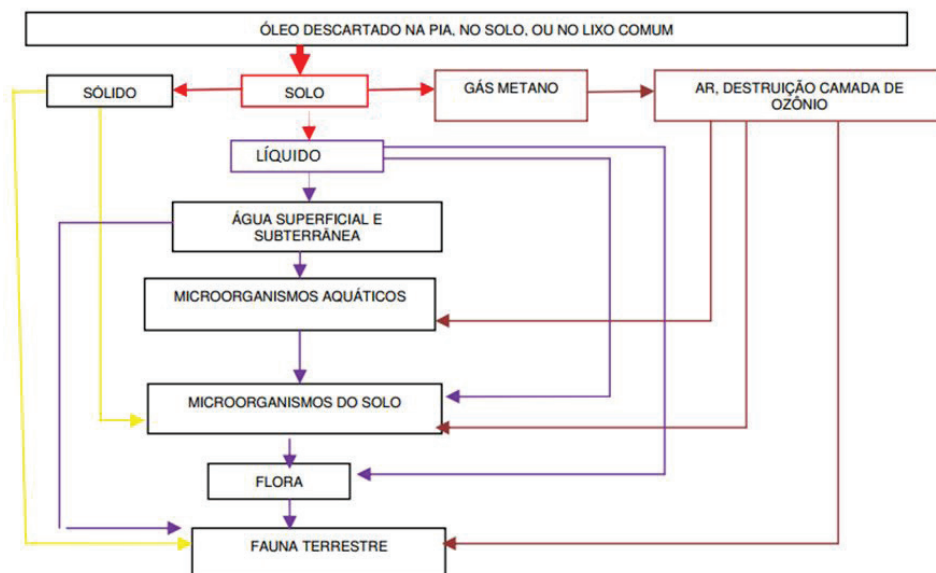 ÓLEO DESCARTADO NA PIA, NO SOLO, OU NO LIXO COMUM
SÓLIDO
SOLO
GÁS METANO
AR, DESTRUIÇÃO CAMADA DE
OZÔNIO
LÍQUIDO
ÁGUA SUPERFICIAL E
SUBTERRÂNEA
MICROORGANISMOS AQUÁTICOS
MICROORGANISMOS DO SOLO
FLORA
FAUNA TERRESTRE